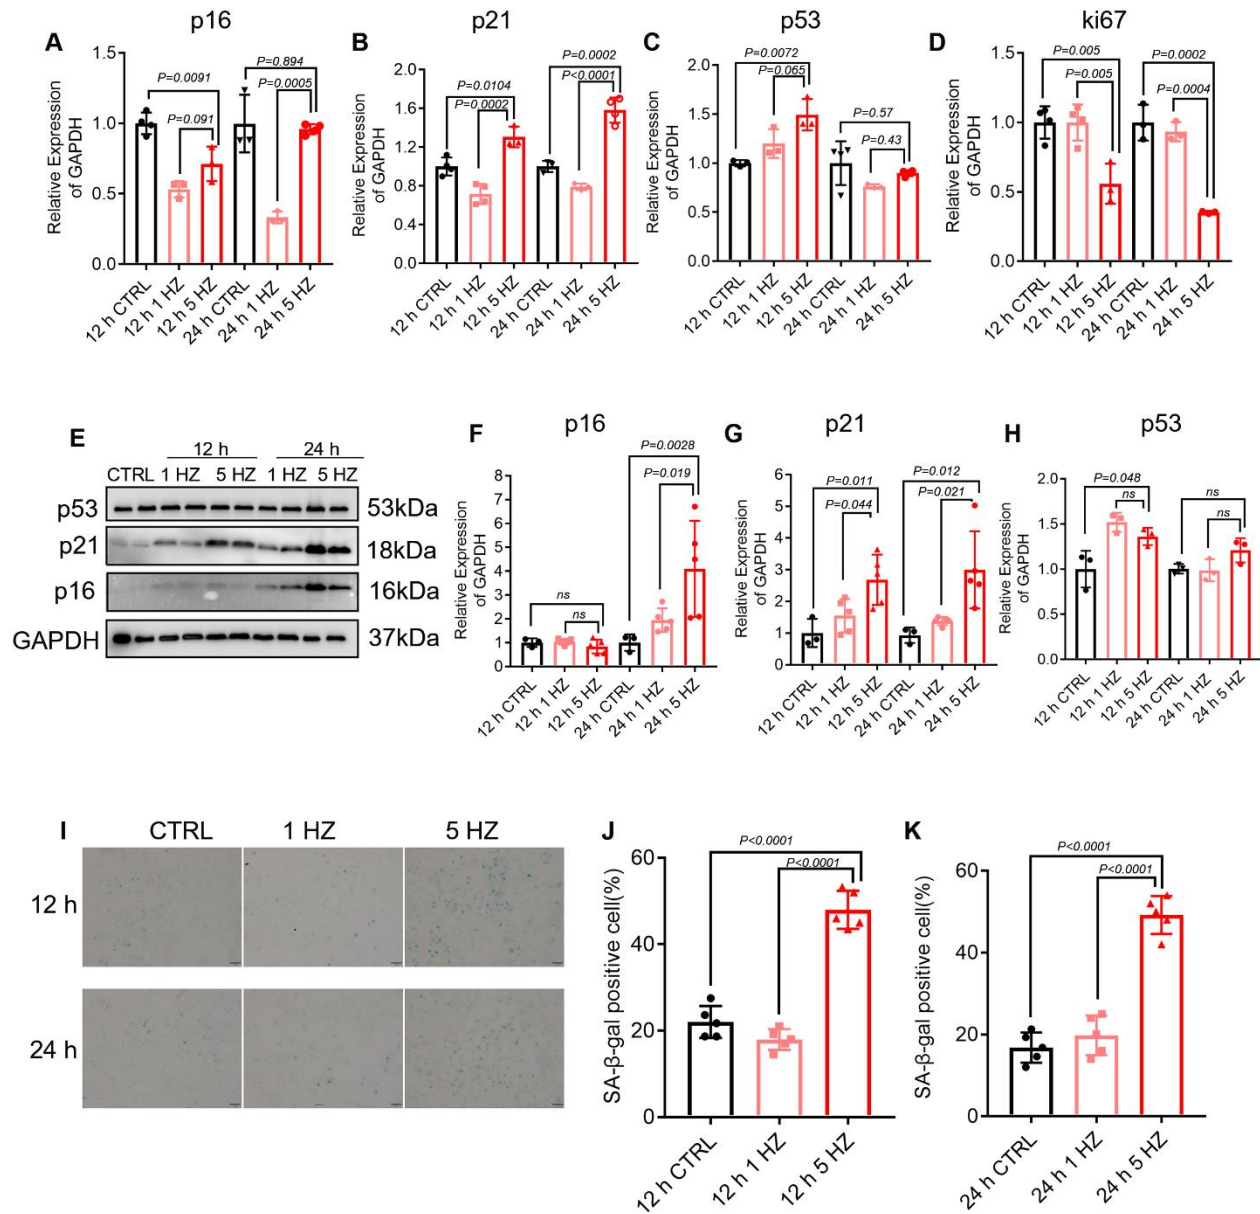 p16
p21
p53
ki67
A
B
C
D
Relative Expression
of GAPDH
1.5
1.0
0.5
0.0
P=0.894
P=0.0091
P=0.0005
P=0.091
12 h CTRL
12 h 1 HZ
12 h 5 HZ
24 h CTRL
24 h 1 HZ
24 h 5 HZ
Relative Expression
of GAPDH
2.0
1.6
1.2
0.8
0.4
0.0
P=0.0002
P<0.0001
P=0.0104
P=0.0002
12 h CTRL
12 h 1 HZ
12 h 5 HZ
24 h CTRL
24 h 1 HZ
24 h 5 HZ
Relative Expression
of GAPDH
2.0
1.5
1.0
0.5
0.0
P=0.0072
P=0.065
P=0.57
P=0.43
12 h CTRL
12 h 1 HZ
12 h 5 HZ
24 h CTRL
24 h 1 HZ
24 h 5 HZ
Relative Expression
of GAPDH
1.5
1.0
0.5
0.0
P=0.005
P=0.0002
P=0.005
P=0.0004
12 h CTRL
12 h 1 HZ
12 h 5 HZ
24 h CTRL
24 h 1 HZ
24 h 5 HZ
E
12 h
24 h
CTRL 1 HZ 5 HZ 1 HZ 5 HZ
p53 53kDa
p21 18kDa
p16 16kDa
GAPDH 37kDa
F
p16
Relative Expression
of GAPDH
8
7
6
5
4
3
2
1
0
P=0.0028
P=0.019
ns
ns
12 h CTRL
12 h 1 HZ
12 h 5 HZ
24 h CTRL
24 h 1 HZ
24 h 5 HZ
G
p21
Relative Expression
of GAPDH
6
5
4
3
2
1
0
P=0.012
P=0.011
P=0.021
P=0.044
12 h CTRL
12 h 1 HZ
12 h 5 HZ
24 h CTRL
24 h 1 HZ
24 h 5 HZ
H
p53
Relative Expression
of GAPDH
2.0
1.5
1.0
0.5
0.0
P=0.048
ns
ns
ns
12 h CTRL
12 h 1 HZ
12 h 5 HZ
24 h CTRL
24 h 1 HZ
24 h 5 HZ
I
CTRL 1 HZ 5 HZ
12 h
24 h
J
SA-β-gal positive cell(%)
60
40
20
0
P<0.0001
P<0.0001
12 h CTRL
12 h 1 HZ
12 h 5 HZ
K
SA-β-gal positive cell(%)
60
40
20
0
P<0.0001
P<0.0001
24 h CTRL
24 h 1 HZ
24 h 5 HZ